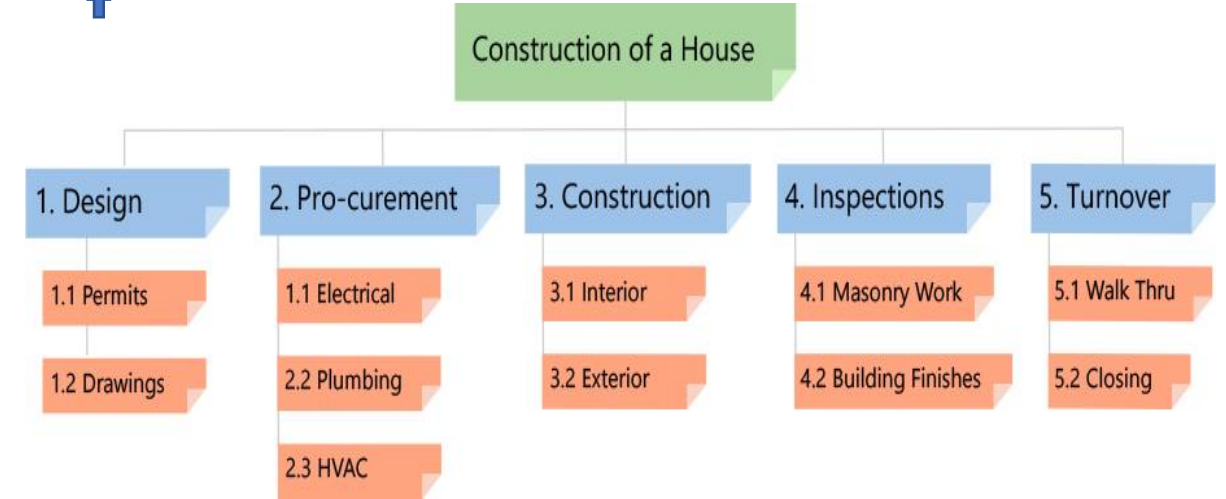 Construction of a House
1. Design
2. Pro-curement
3. Construction
4. Inspections
5. Turnover
1.1 Permits
1.1 Electrical
3.1 Interior
4.1 Masonry Work
5.1 Walk Thru
1.2 Drawings
2.2 Plumbing
3.2 Exterior
4.2 Building Finishes
5.2 Closing
2.3 HVAC